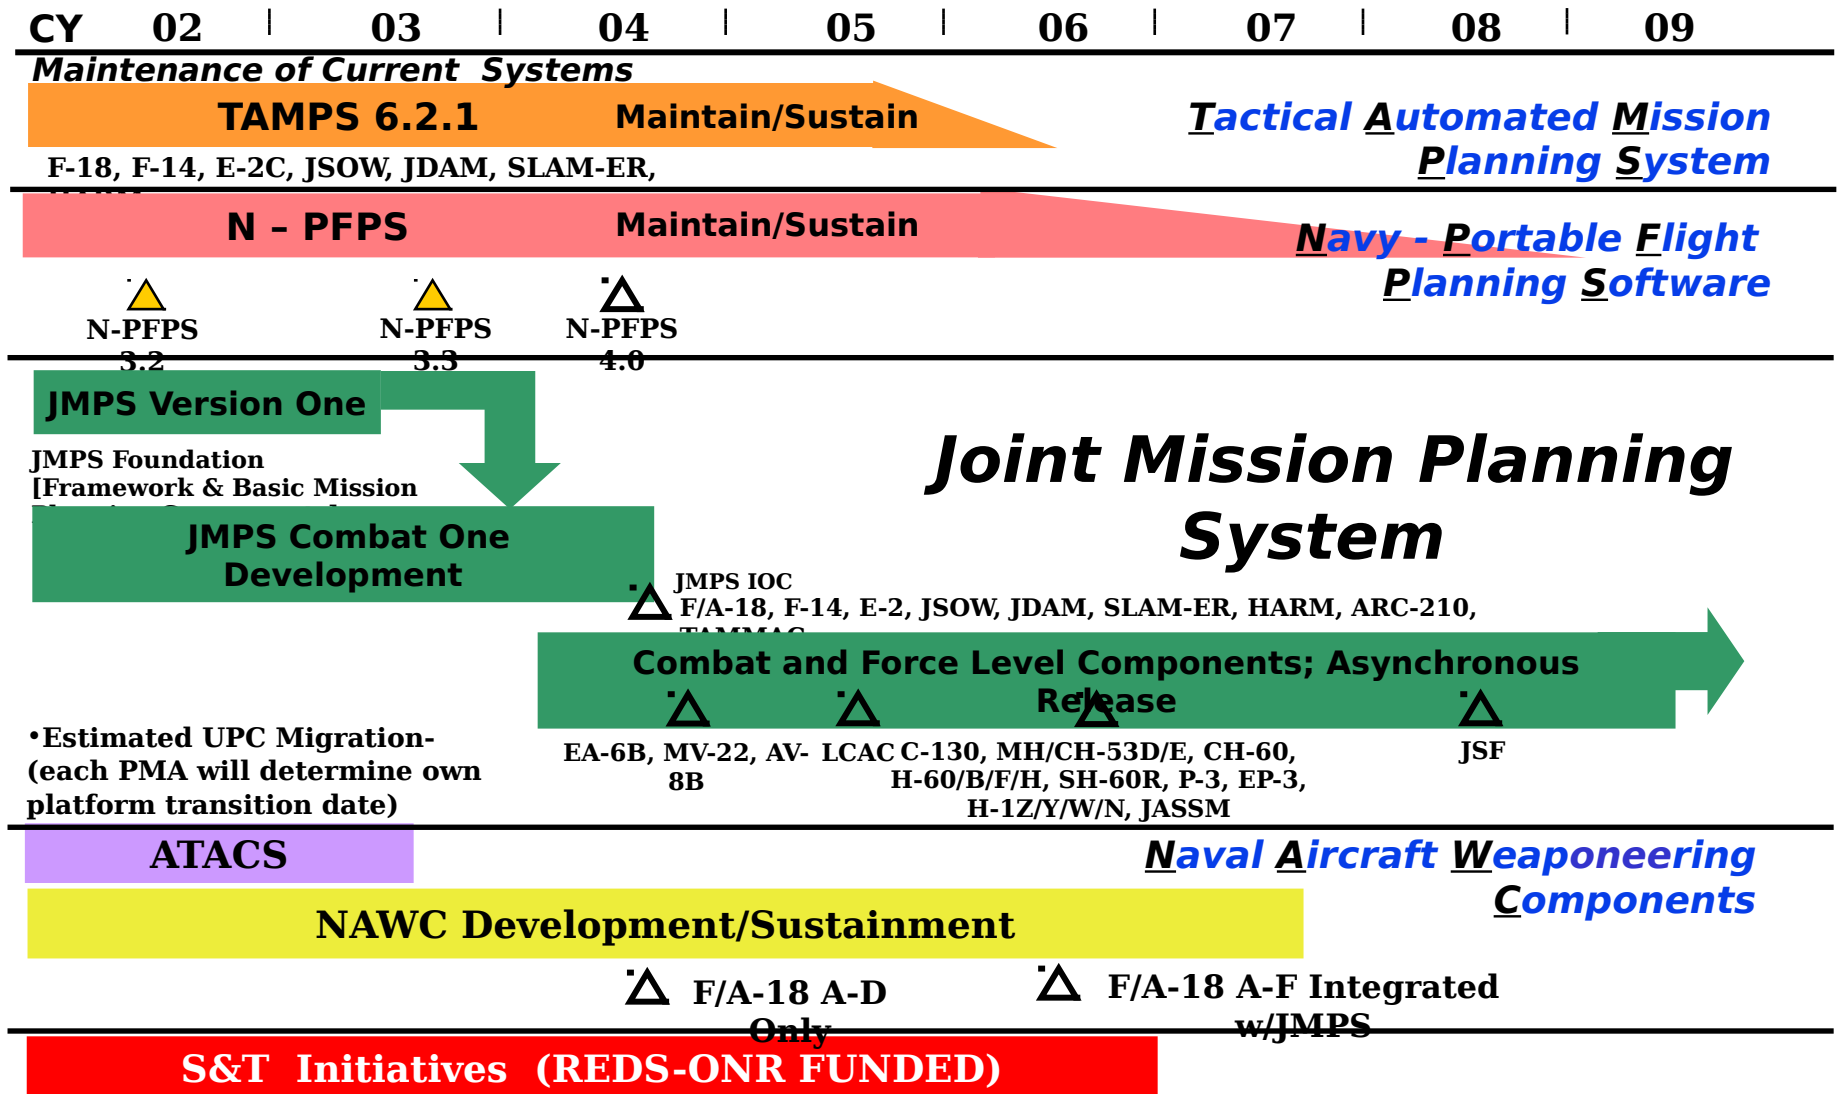 CY 02 03 04 05 06 07 08 09
Maintenance of Current Systems
TAMPS 6.2.1 Maintain/Sustain
Tactical Automated Mission
Planning System
F-18, F-14, E-2C, JSOW, JDAM, SLAM-ER,
N – PFPS Maintain/Sustain
Navy - Portable Flight
Planning Software
N-PFPS
3.2
N-PFPS
3.3
N-PFPS
4.0
JMPS Version One
JMPS Foundation
[Framework & Basic Mission
Joint Mission Planning
System
JMPS Combat One
Development
JMPS IOC
F/A-18, F-14, E-2, JSOW, JDAM, SLAM-ER, HARM, ARC-210,
TAMMAC
Combat and Force Level Components; Asynchronous
Release
•Estimated UPC Migration-
(each PMA will determine own
platform transition date)
EA-6B, MV-22, AV-
8B
LCAC
C-130, MH/CH-53D/E, CH-60,
H-60/B/F/H, SH-60R, P-3, EP-3,
H-1Z/Y/W/N, JASSM
JSF
ATACS
Naval Aircraft Weaponeering
Components
NAWC Development/Sustainment
F/A-18 A-D
Only
F/A-18 A-F Integrated
w/JMPS
S&T Initiatives (REDS-ONR FUNDED)